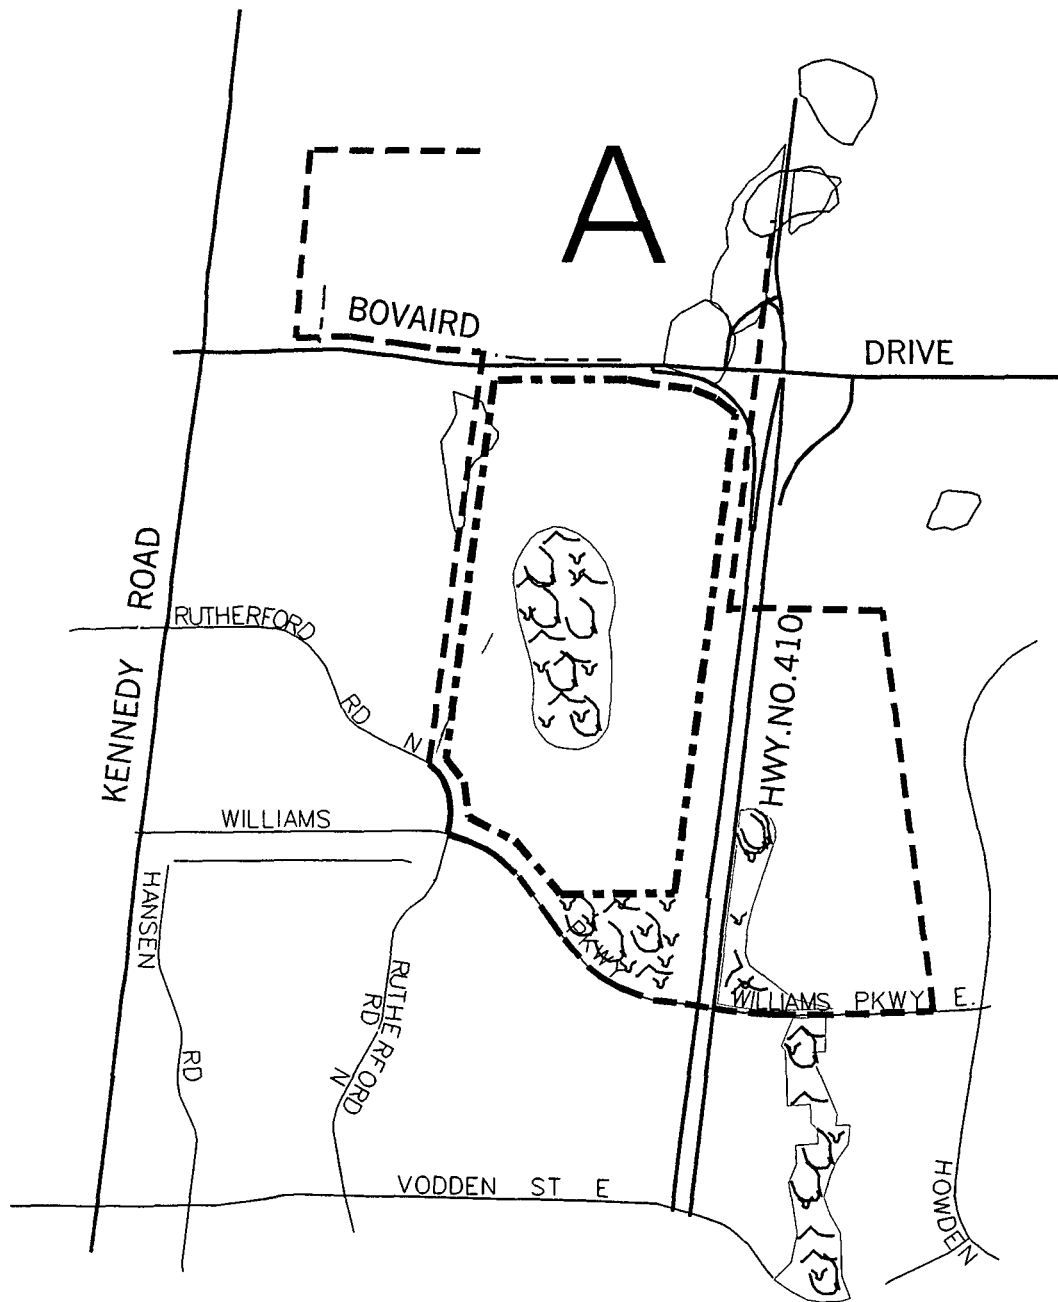 A
BOVAIRD
DRIVE
KENNEDY ROAD
RUTHERFORD RD N
HWY.NO.410
WILLIAMS PKWY
HANSEN RD
RUTHERFORD RD N
WILLIAMS PKWY E.
VODDEN ST E
HOWDEN